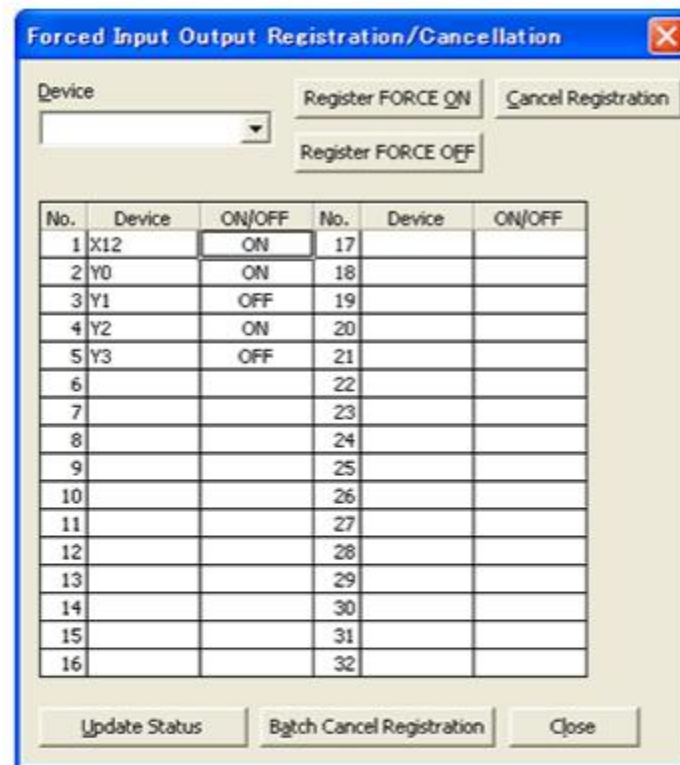 Forced Input Output Registration/Cancellation
Device
Register FORCE ON
Cancel Registration
Register FORCE OFF
No. Device ON/OFF No. Device ON/OFF
1 X12 ON 17
2 Y0 ON 18
3 Y1 OFF 19
4 Y2 ON 20
5 Y3 OFF 21
6 22
7 23
8 24
9 25
10 26
11 27
12 28
13 29
14 30
15 31
16 32
Update Status
Batch Cancel Registration
Close